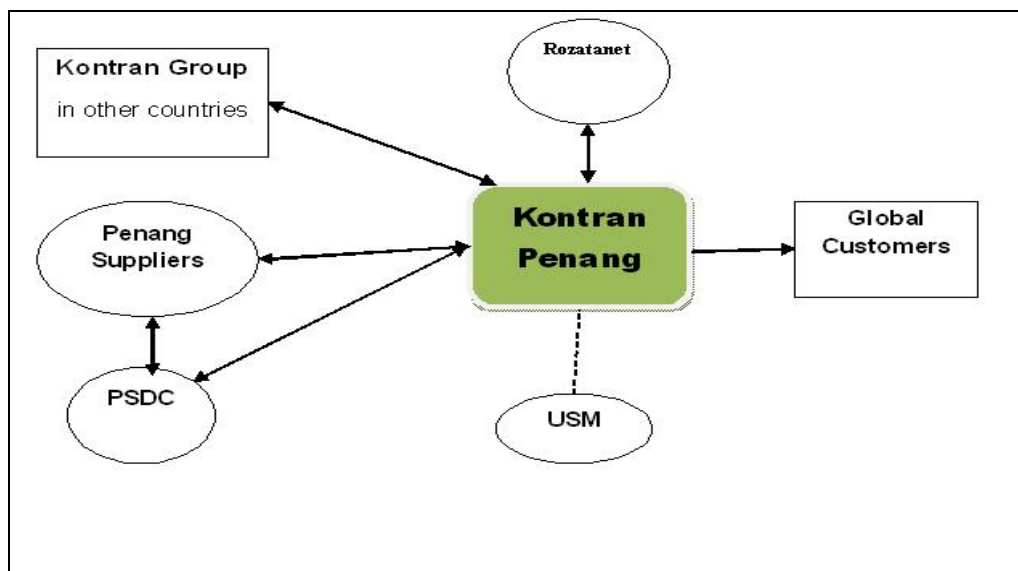 Rozatanet
Kontran Group
in other countries
Kontran
Penang
Global
Customers
Penang
Suppliers
PSDC
USM